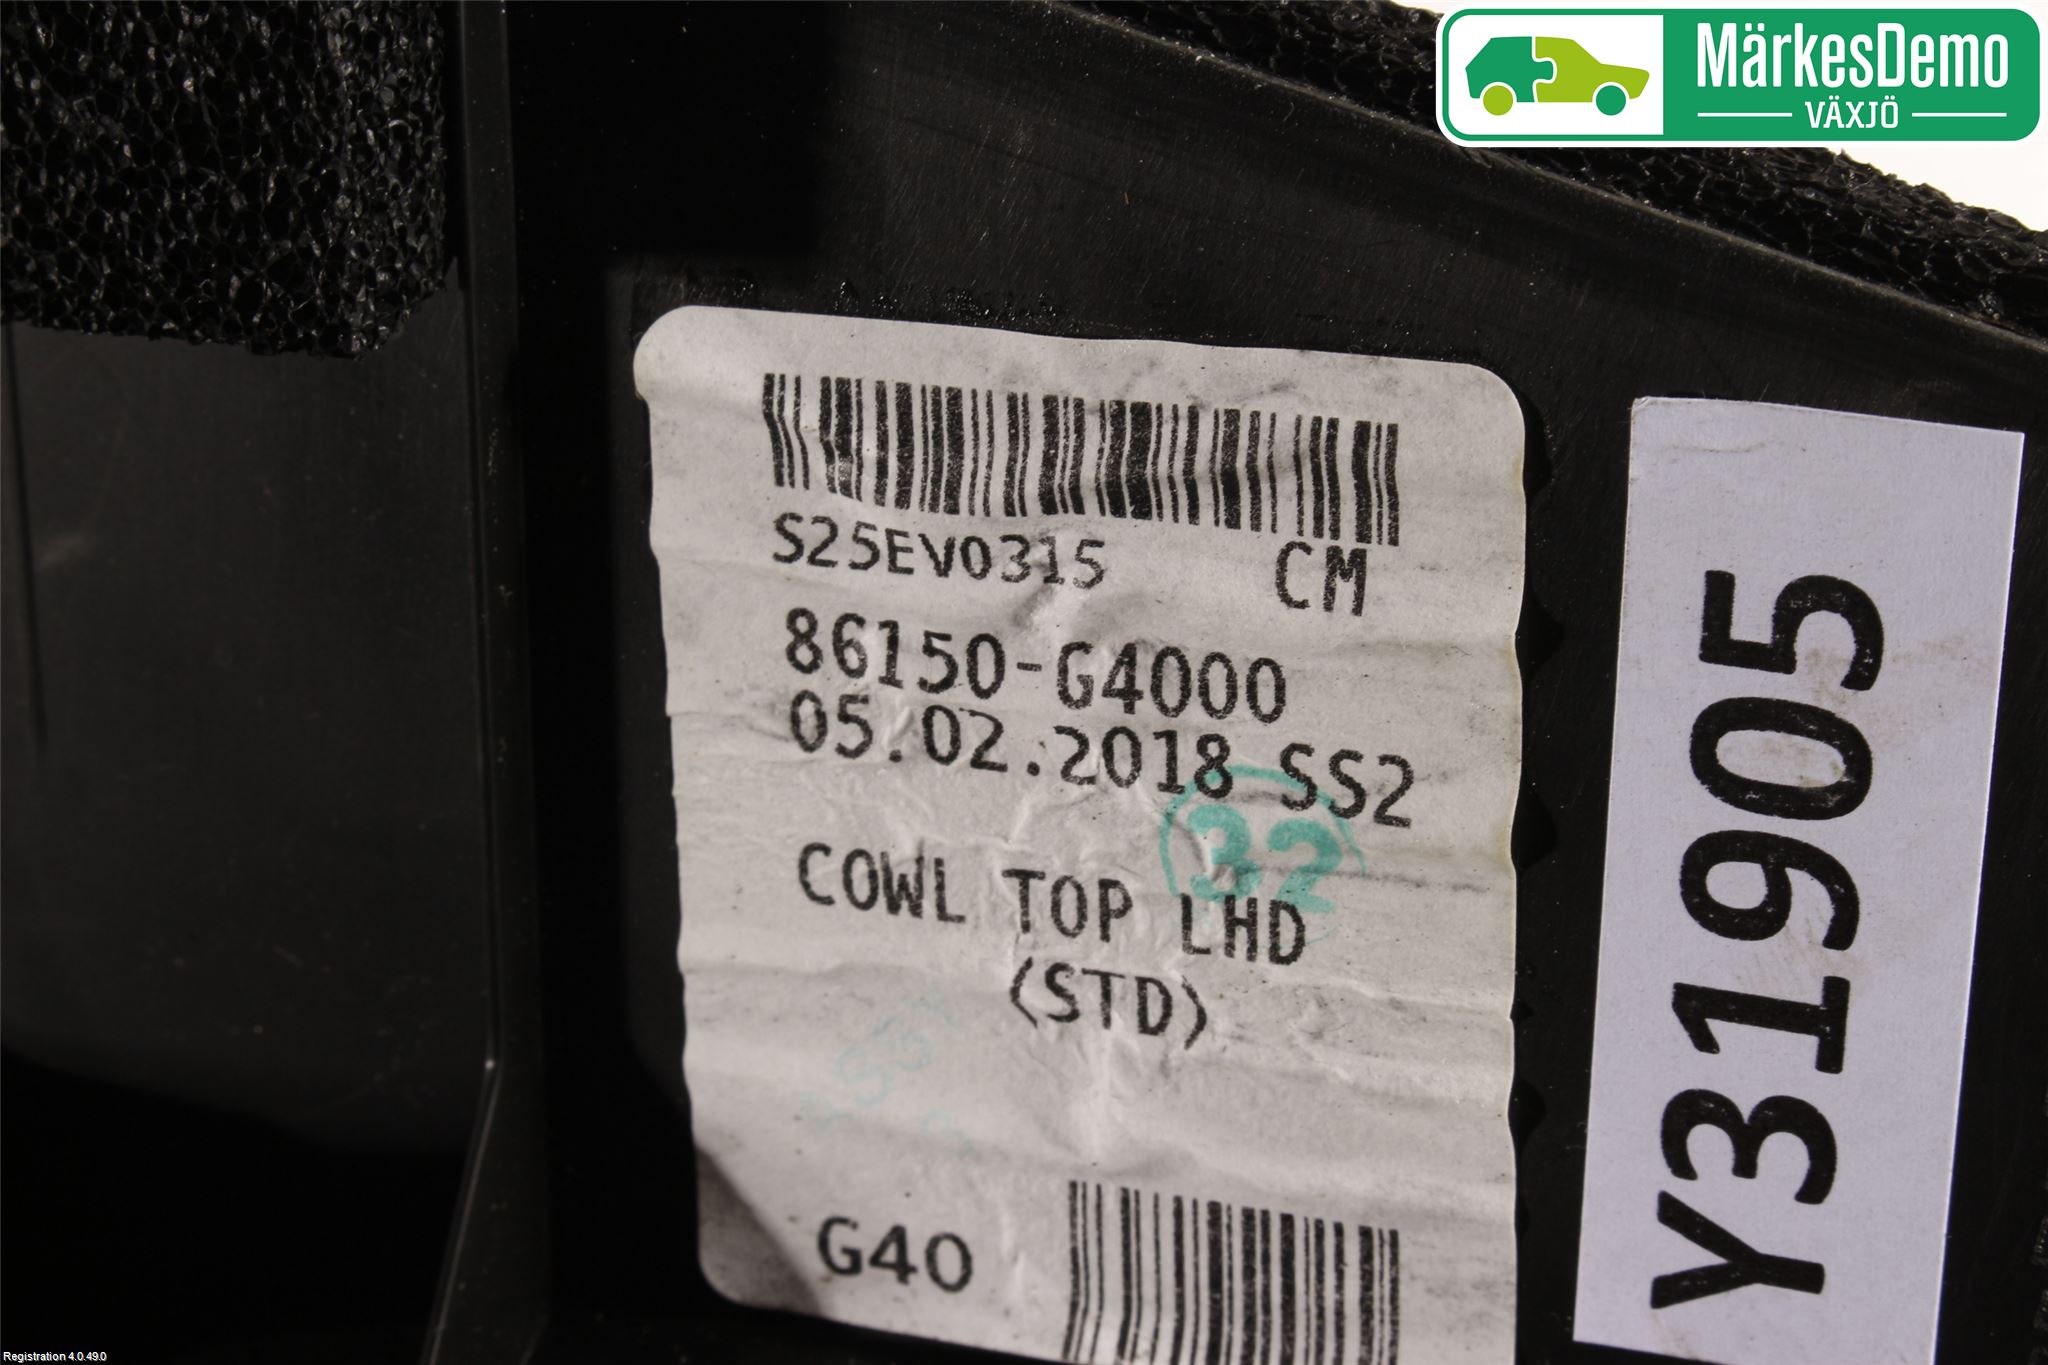 MärkesDemo
VÄXJÖ
S25EV0315 CM
86150-G4000
05.02.2018 SS2
32
COWL TOP LHD
(STD)
G40
Y31905
Registration 4.0.49.0